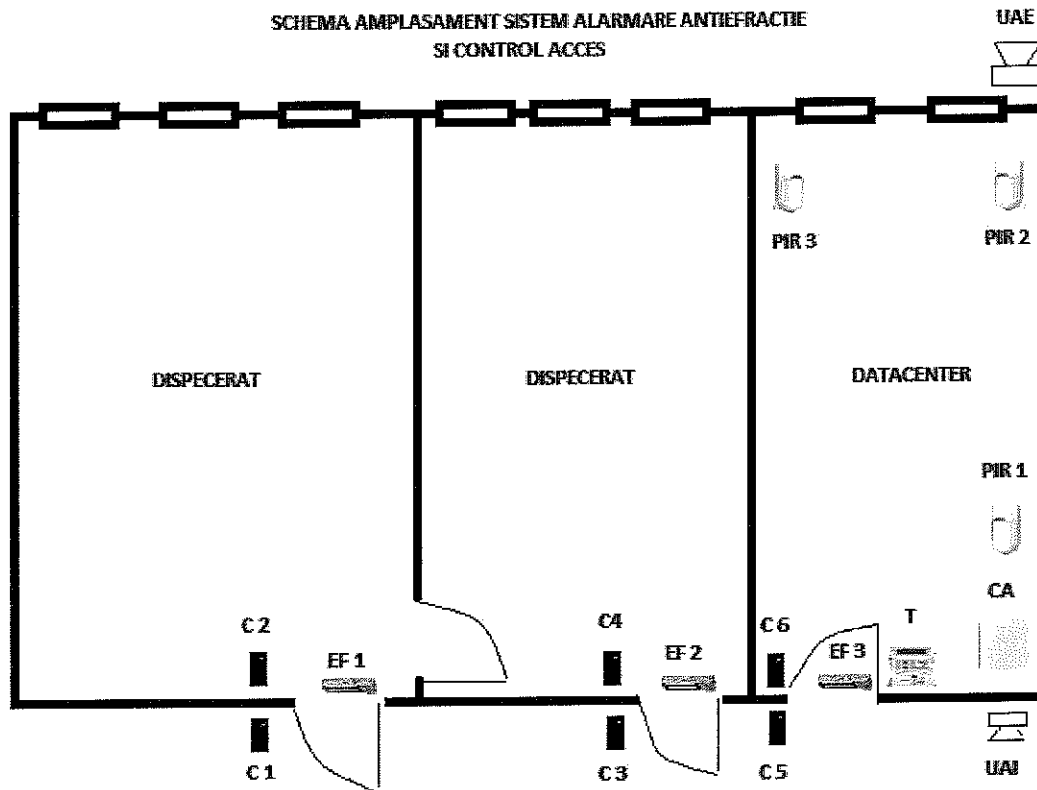 SCHEMA AMPLASAMENT SISTEM ALARMARE ANTIEFRACTIE
SI CONTROL ACCES
UAE
PIR 3
PIR 2
DISPECERAT
DISPECERAT
DATACENTER
PIR 1
CA
C 2
EF 1
C4
EF 2
C 6
EF 3
T
C 1
C 3
C 5
UAI